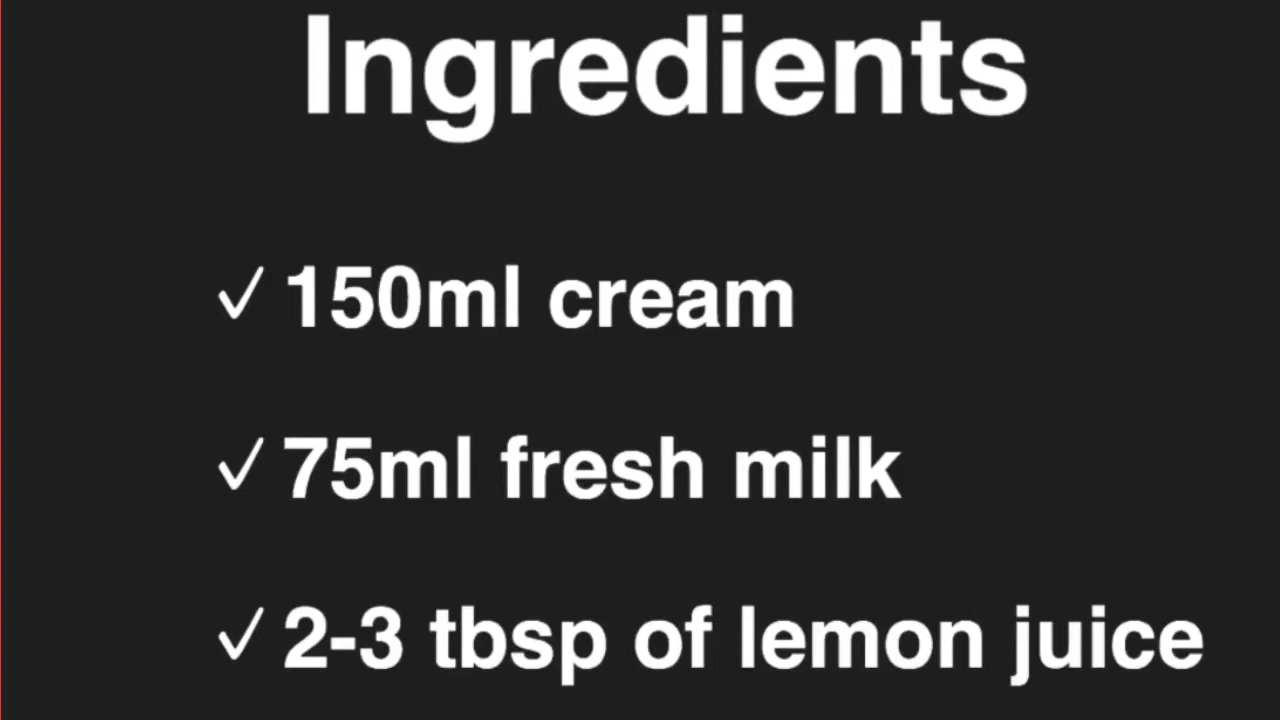 Ingredients
✓ 150ml cream
✓ 75ml fresh milk
✓ 2-3 tbsp of lemon juice